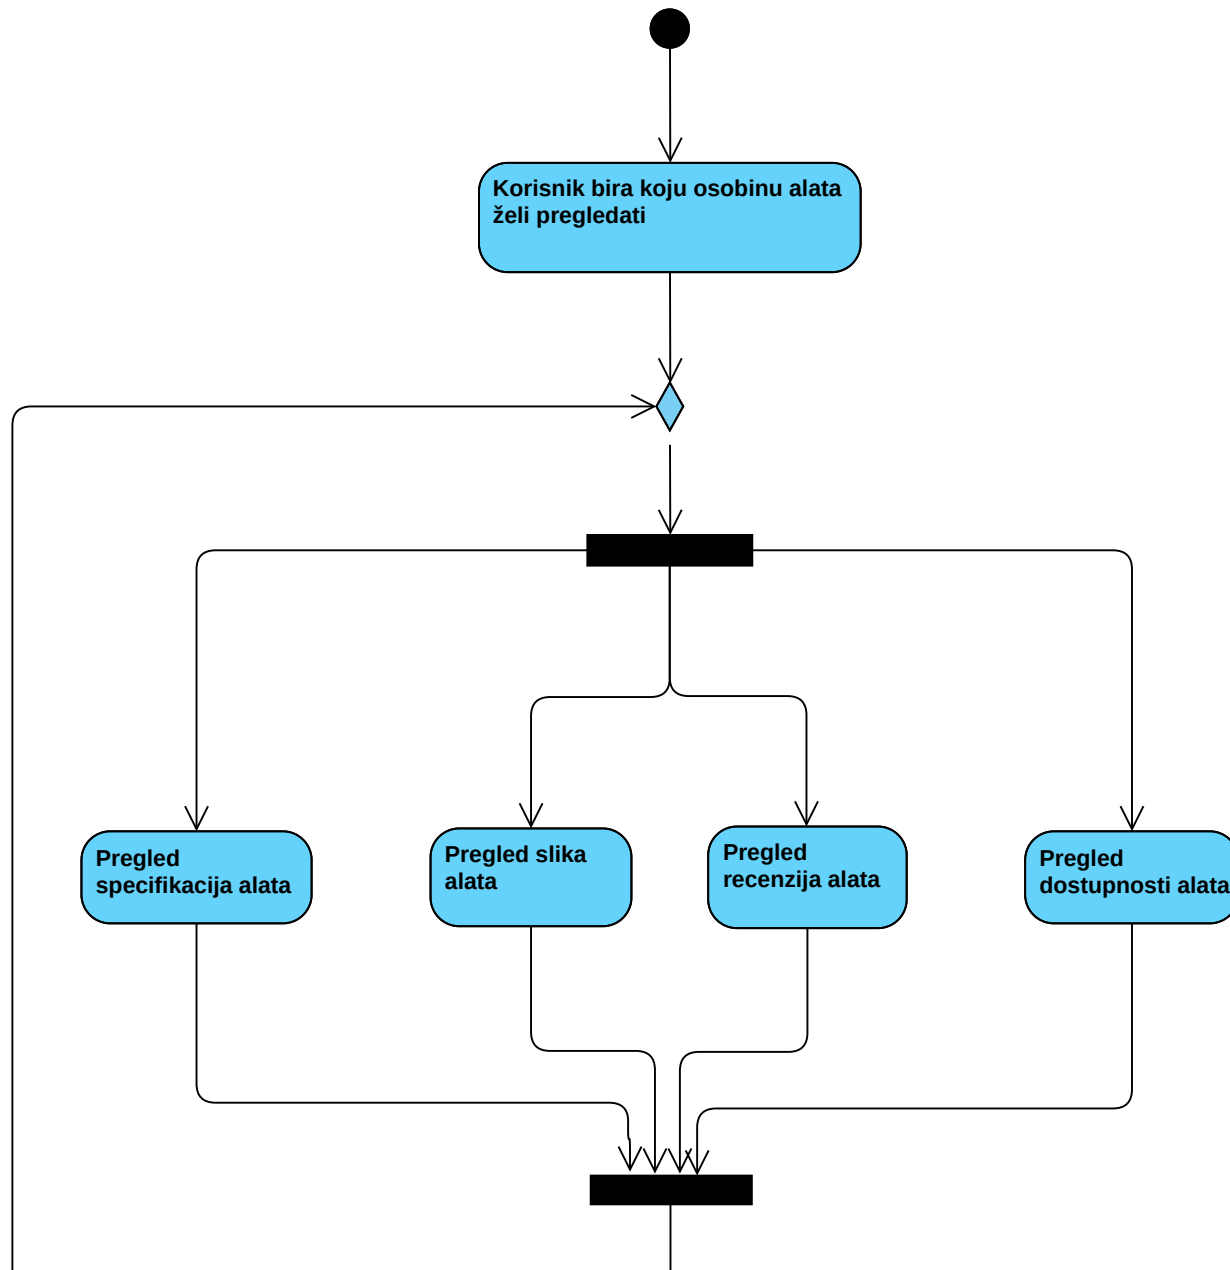 Korisnik bira koju osobinu alata
želi pregledati
Pregled
specifikacija alata
Pregled slika
alata
Pregled
recenzija alata
Pregled
dostupnosti alata